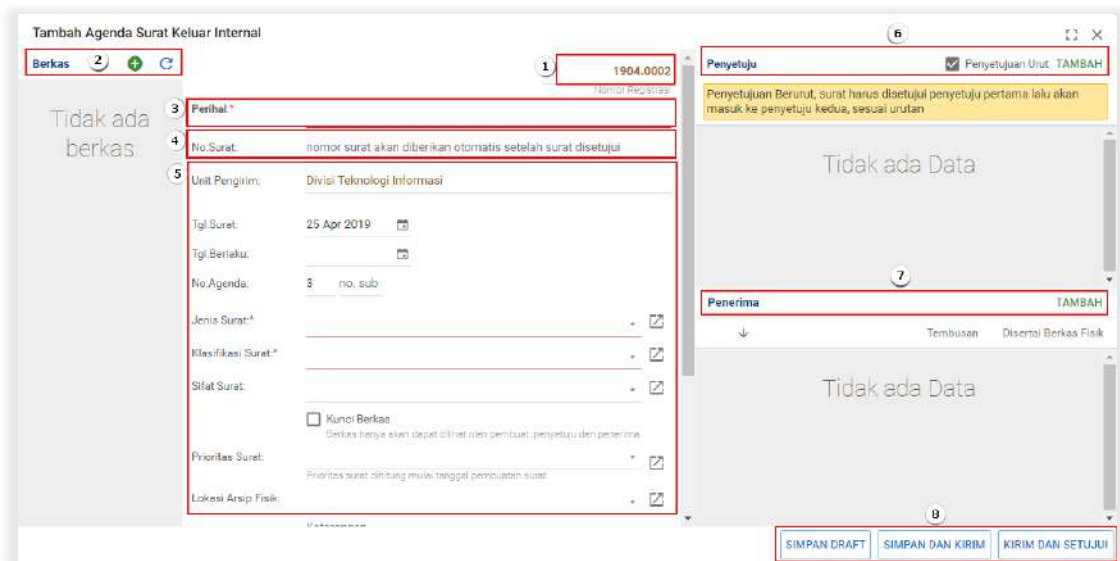 Tambah Agenda Surat Keluar Internal
6
Berkas 2
1
1904.0002
Nomor Registrasi
Tidak ada
berkas
3 Perihal:*
4 No.Surat: nomor surat akan diberikan otomatis setelah surat disetujui
5 Unit Pengirim: Divisi Teknologi Informasi
Tgl.Surat: 25 Apr 2019
Tgl.Berlaku:
No.Agenda: 3 no. sub
Jenis Surat:*
Klasifikasi Surat:*
Sifat Surat:
Kunci Berkas
Berkas hanya akan dapat dilihat oleh pembuat, penyetuju dan penerima
Prioritas Surat:
Prioritas surat dihitung mulai tanggal pembuatan surat
Lokasi Arsip Fisik:
Keterangan
Penyetuju Penyetujuan Urut TAMBAH
Penyetujuan Berurut, surat harus disetujui penyetuju pertama lalu akan
masuk ke penyetuju kedua, sesuai urutan
Tidak ada Data
7
Penerima TAMBAH
Tembusan Disertai Berkas Fisik
Tidak ada Data
8
SIMPAN DRAFT SIMPAN DAN KIRIM KIRIM DAN SETUJUI